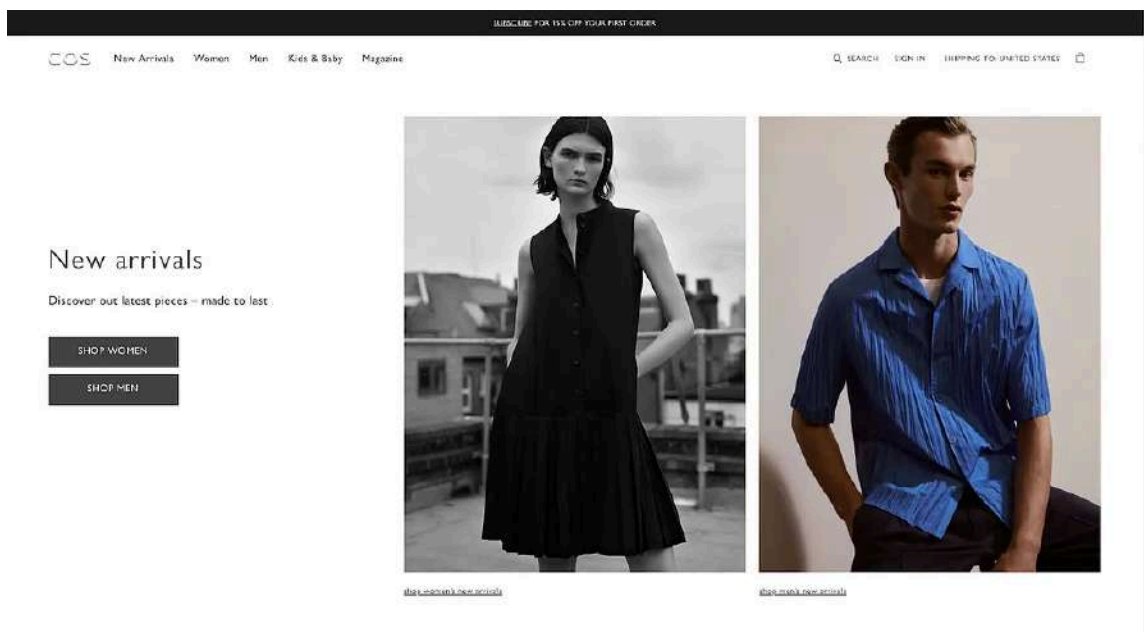 SUBSCRIBE FOR 15% OFF YOUR FIRST ORDER
COS New Arrivals Women Men Kids & Baby Magazine SEARCH SIGN IN SHIPPING TO: UNITED STATES
New arrivals
Discover out latest pieces – made to last
SHOP WOMEN
SHOP MEN
shop women's new arrivals shop men's new arrivals